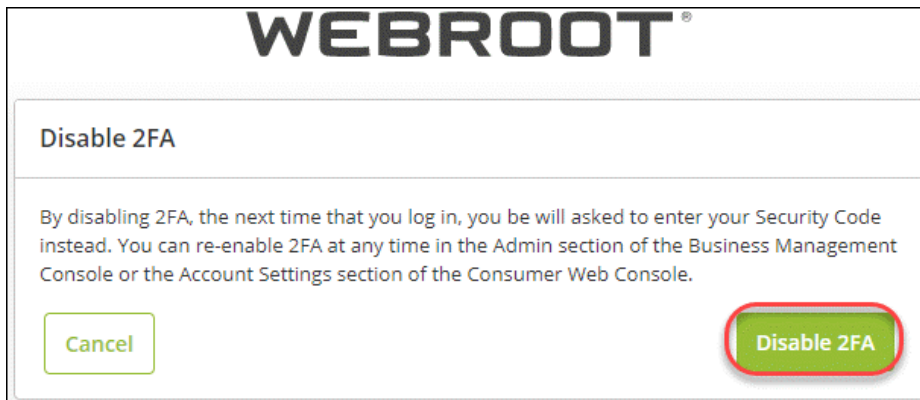 WEBROOT®
Disable 2FA
By disabling 2FA, the next time that you log in, you be will asked to enter your Security Code
instead. You can re-enable 2FA at any time in the Admin section of the Business Management
Console or the Account Settings section of the Consumer Web Console.
Cancel
Disable 2FA